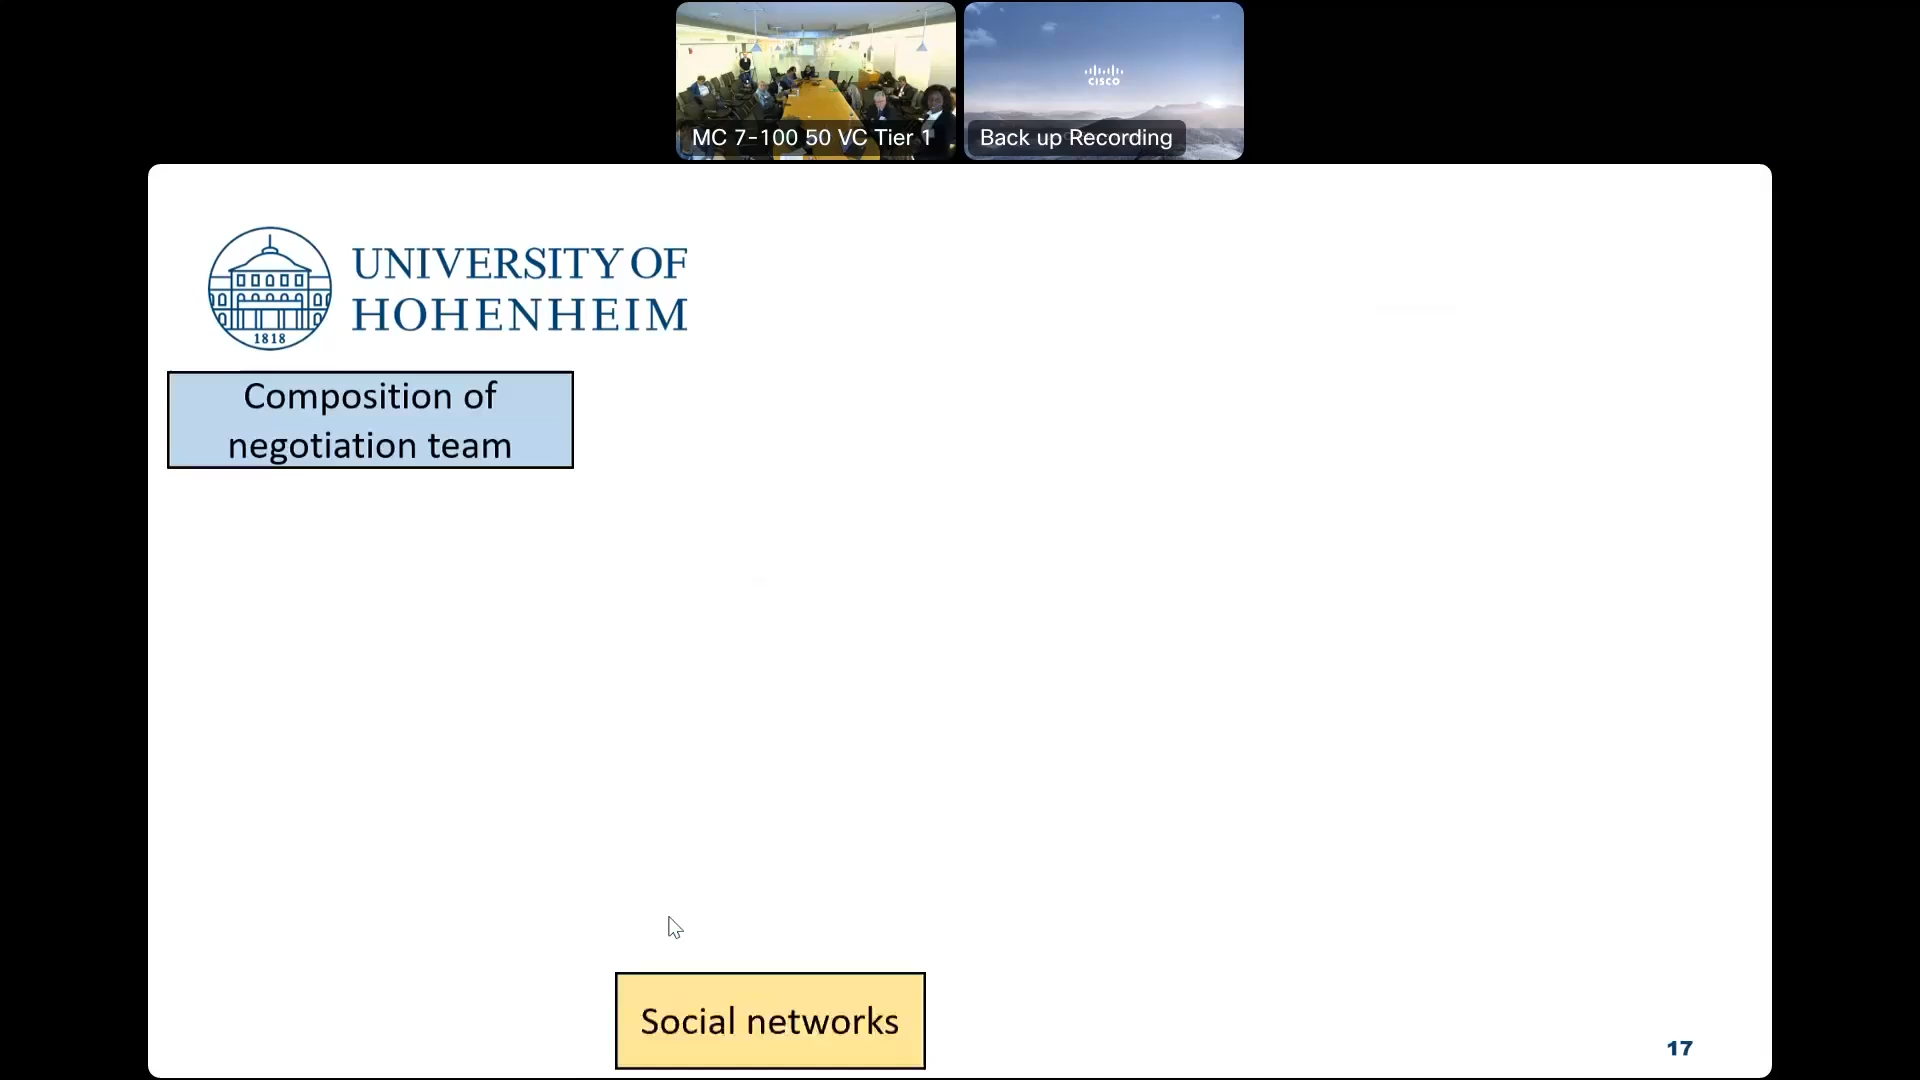 MC 7-100 50 VC Tier 1
CISCO
Back up Recording
UNIVERSITY OF
HOHENHEIM
1818
Composition of
negotiation team
Social networks
17